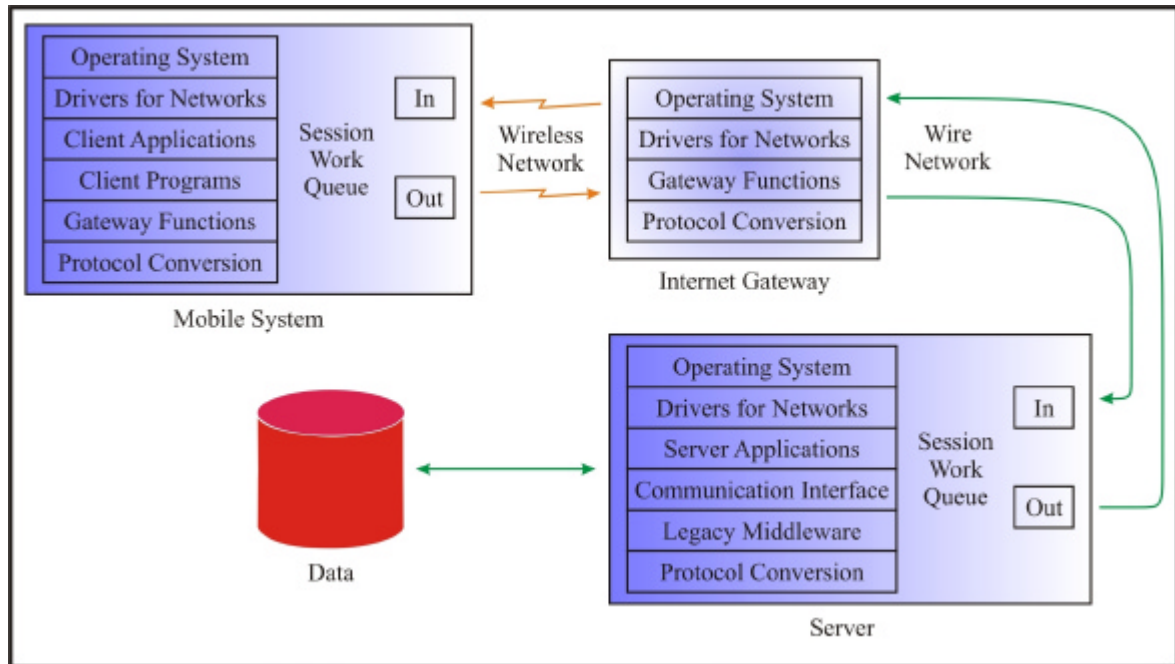 Operating System
Drivers for Networks
Client Applications
Client Programs
Gateway Functions
Protocol Conversion
Session
Work
Queue
In
Out
Mobile System
Wireless
Network
Operating System
Drivers for Networks
Gateway Functions
Protocol Conversion
Internet Gateway
Wire
Network
Operating System
Drivers for Networks
Server Applications
Communication Interface
Legacy Middleware
Protocol Conversion
Session
Work
Queue
In
Out
Server
Data